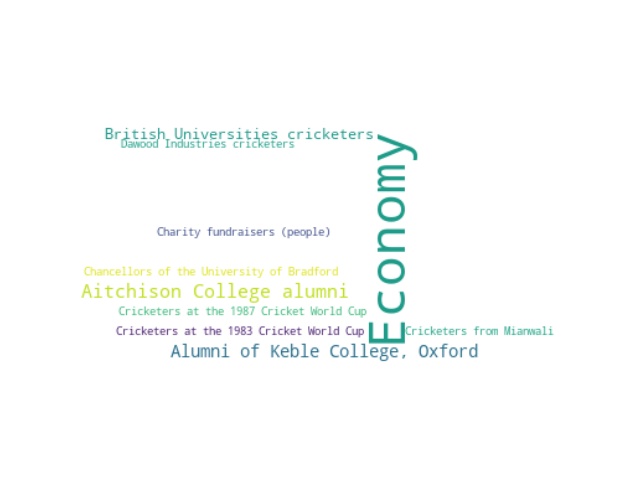 British Universities cricketers
Dawood Industries cricketers
Economy
Charity fundraisers (people)
Chancellors of the University of Bradford
Aitchison College alumni
Cricketers at the 1987 Cricket World Cup
Cricketers at the 1983 Cricket World Cup
Cricketers from Mianwali
Alumni of Keble College, Oxford